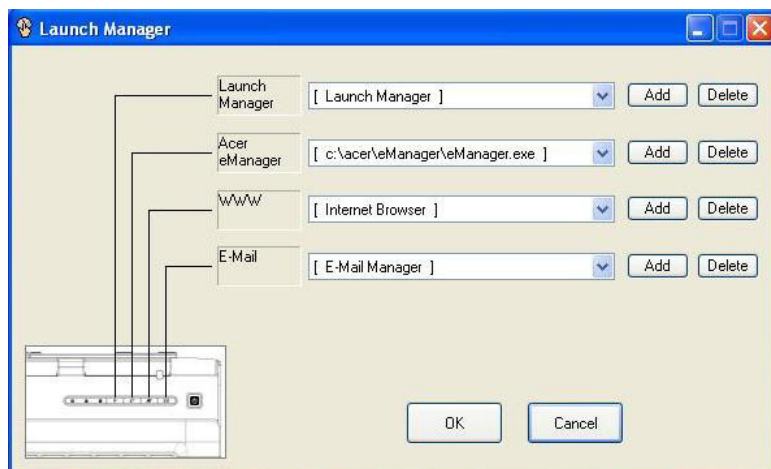 Launch Manager
Launch
Manager
[ Launch Manager ]
Add
Delete
Acer
eManager
[ c:\acer\eManager\eManager.exe ]
Add
Delete
WWW
[ Internet Browser ]
Add
Delete
E-Mail
[ E-Mail Manager ]
Add
Delete
OK
Cancel